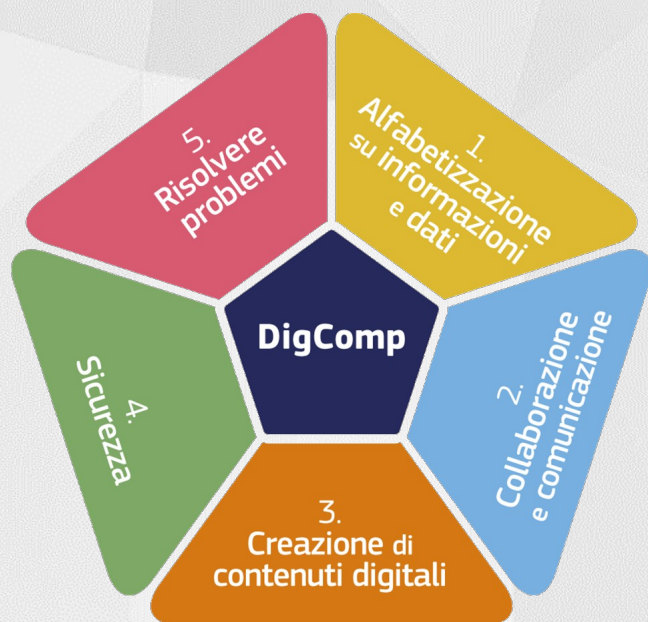 DigComp
1.
Alfabetizzazione
su informazioni
e dati
2.
Collaborazione
e comunicazione
3.
Creazione di
contenuti digitali
4.
Sicurezza
5.
Risolvere
problemi